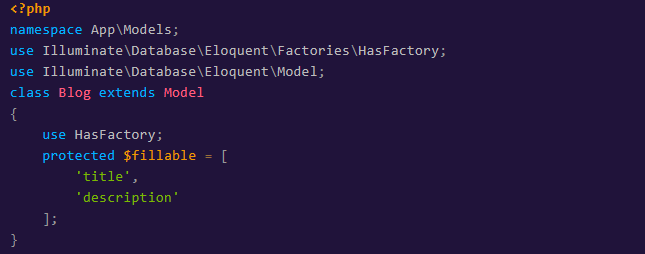 <?php
namespace App\Models;
use Illuminate\Database\Eloquent\Factories\HasFactory;
use Illuminate\Database\Eloquent\Model;
class Blog extends Model
{
    use HasFactory;
    protected $fillable = [
        'title',
        'description'
    ];
}